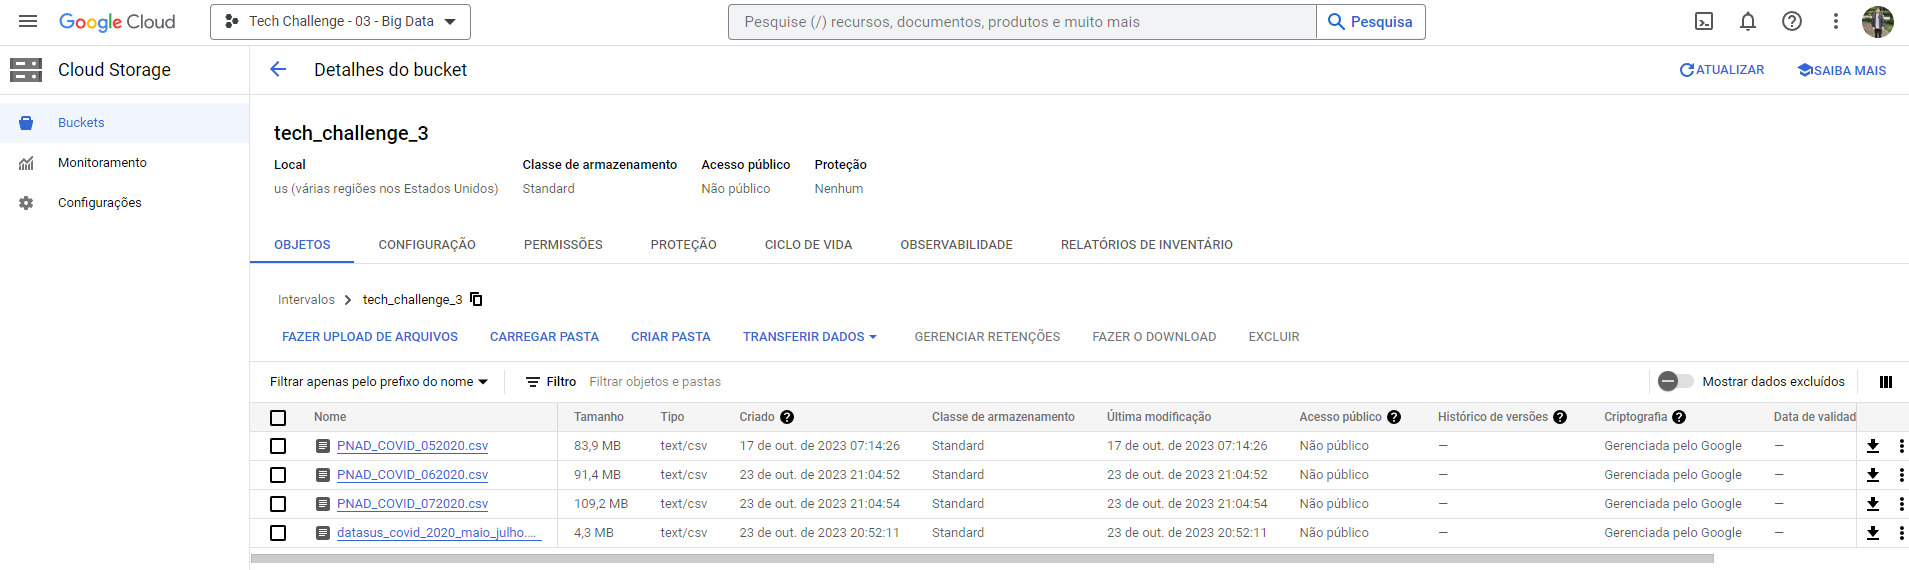 Google Cloud Tech Challenge - 03 - Big Data Pesquise (/) recursos, documentos, produtos e muito mais Pesquisa
Cloud Storage Detalhes do bucket ATUALIZAR SAIBA MAIS
Buckets
Monitoramento
Configurações
tech_challenge_3
Local Classe de armazenamento Acesso público Proteção
us (várias regiões nos Estados Unidos) Standard Não público Nenhum
OBJETOS CONFIGURAÇÃO PERMISSÕES PROTEÇÃO CICLO DE VIDA OBSERVABILIDADE RELATÓRIOS DE INVENTÁRIO
Intervalos tech_challenge_3
FAZER UPLOAD DE ARQUIVOS CARREGAR PASTA CRIAR PASTA TRANSFERIR DADOS GERENCIAR RETENÇÕES FAZER O DOWNLOAD EXCLUIR
Filtrar apenas pelo prefixo do nome Filtro Filtrar objetos e pastas Mostrar dados excluídos
Nome Tamanho Tipo Criado Classe de armazenamento Última modificação Acesso público Histórico de versões Criptografia Data de validad
PNAD_COVID_052020.csv 83,9 MB text/csv 17 de out. de 2023 07:14:26 Standard 17 de out. de 2023 07:14:26 Não público — Gerenciada pelo Google —
PNAD_COVID_062020.csv 91,4 MB text/csv 23 de out. de 2023 21:04:52 Standard 23 de out. de 2023 21:04:52 Não público — Gerenciada pelo Google —
PNAD_COVID_072020.csv 109,2 MB text/csv 23 de out. de 2023 21:04:54 Standard 23 de out. de 2023 21:04:54 Não público — Gerenciada pelo Google —
datasus_covid_2020_maio_julho.... 4,3 MB text/csv 23 de out. de 2023 20:52:11 Standard 23 de out. de 2023 20:52:11 Não público — Gerenciada pelo Google —